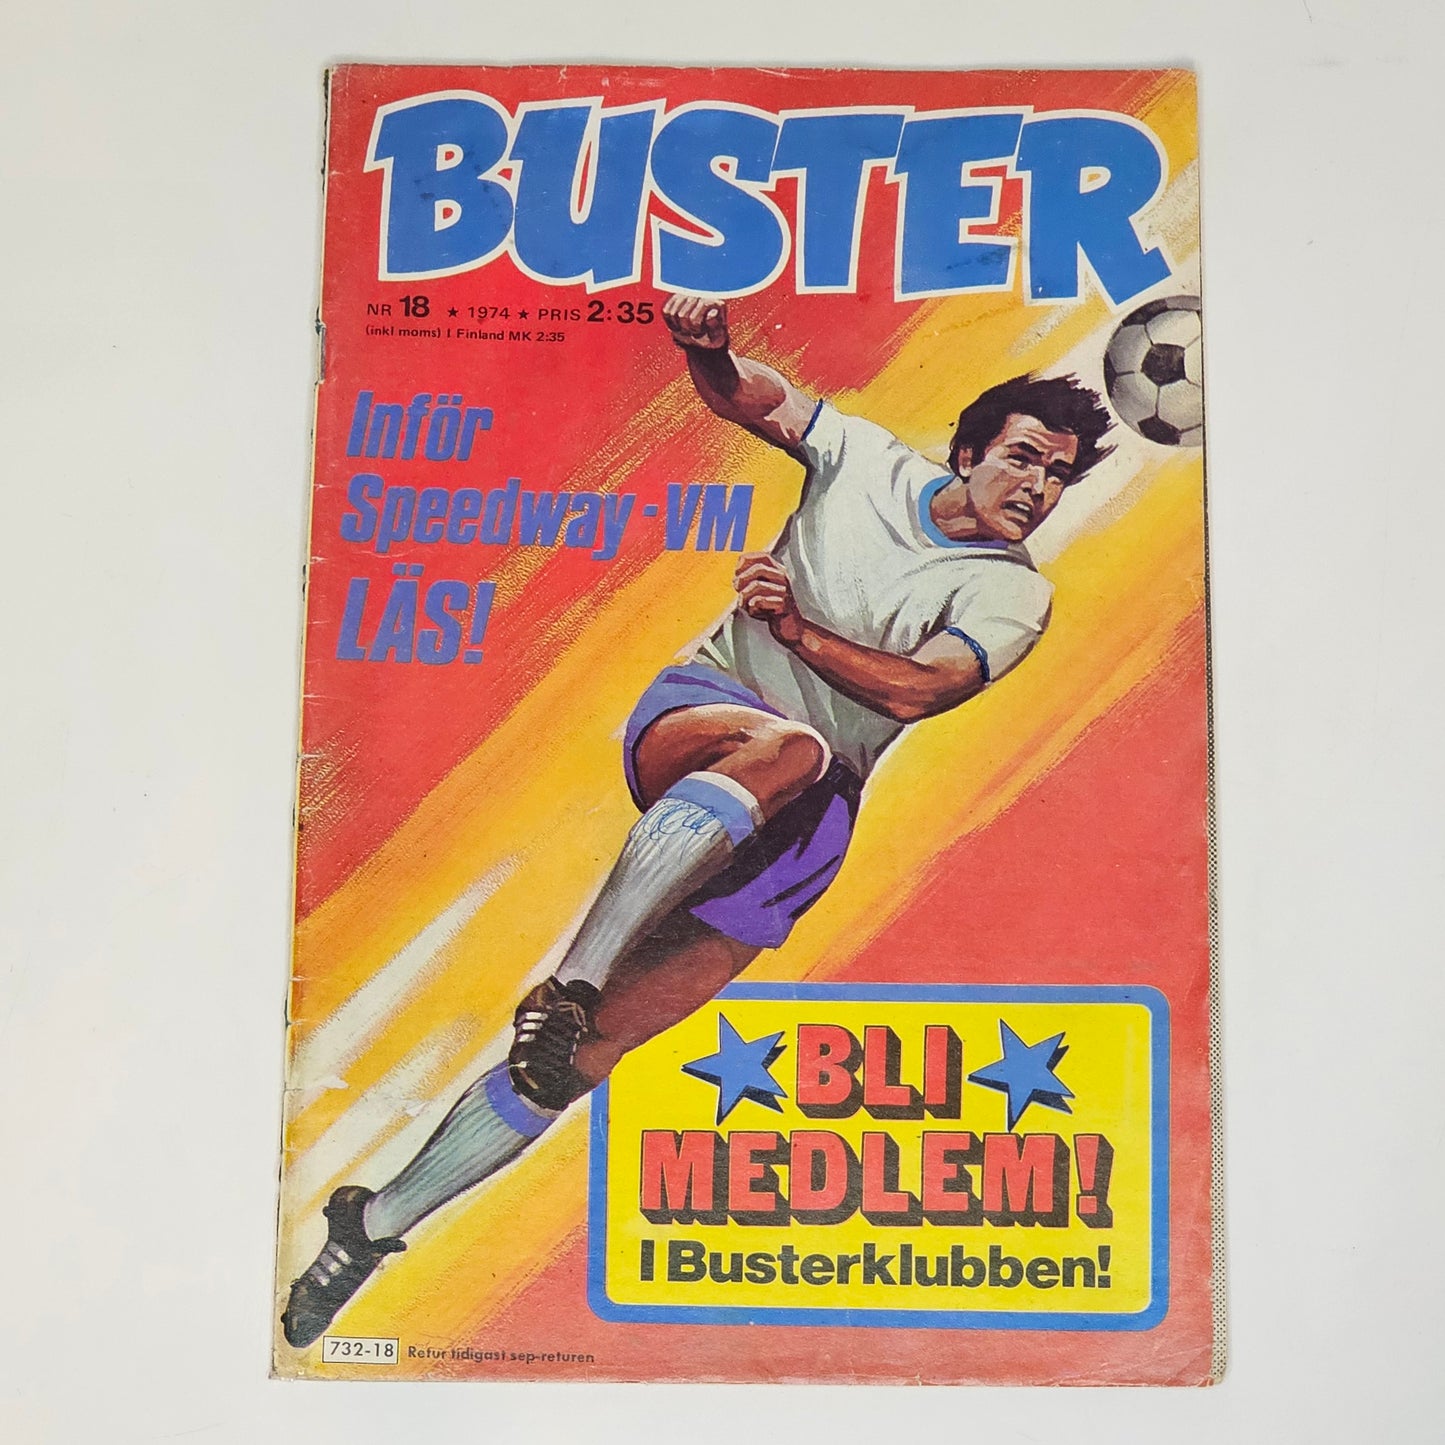 BUSTER
NR 18 ★ 1974 ★ PRIS 2:35
(inkl moms) I Finland MK 2:35
Inför
Speedway-VM
LÄS!
BLI
MEDLEM!
I Busterklubben!
732-18 Retur tidigast sep-returen